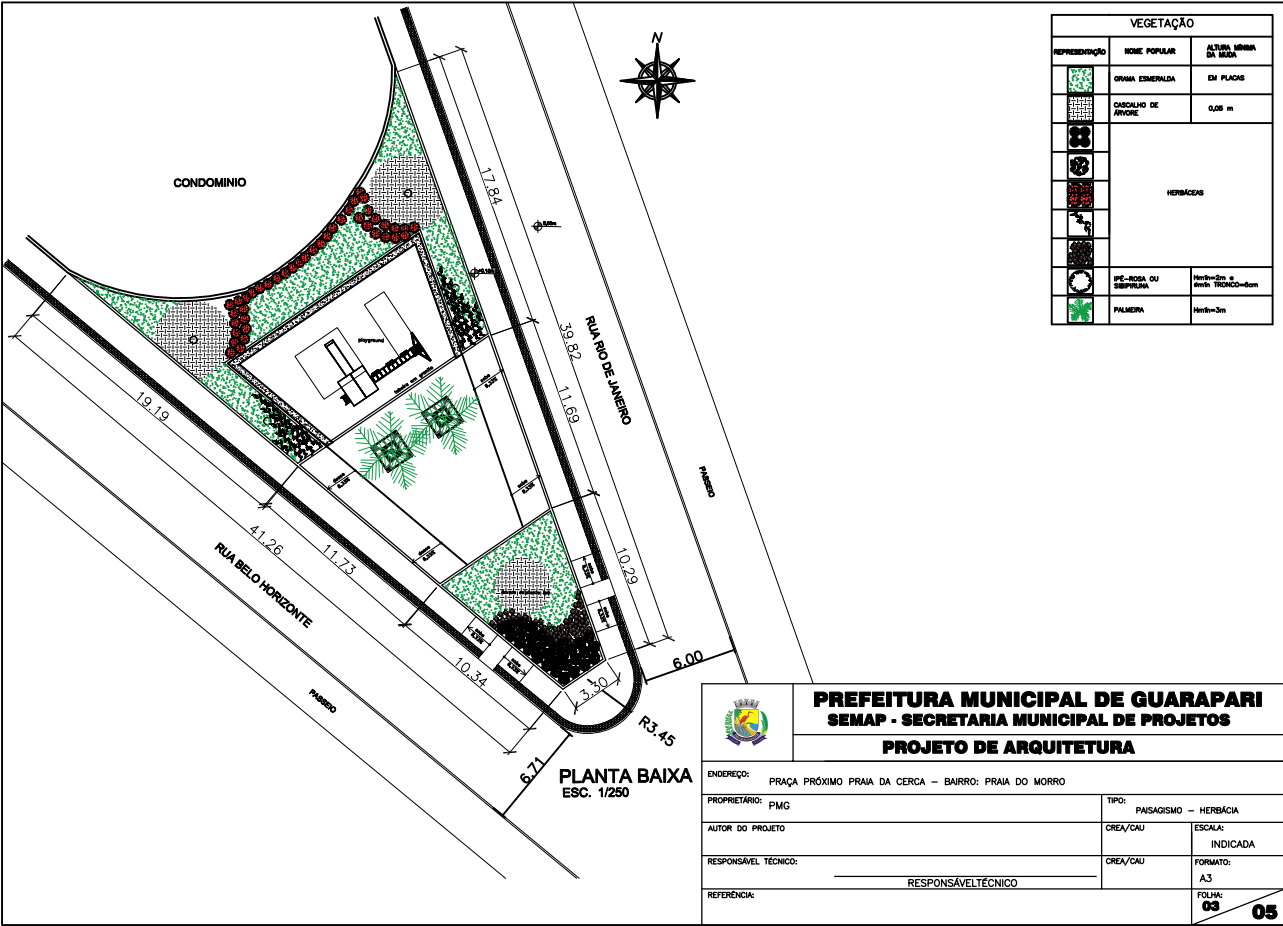 CONDOMINIO
N
17.84
39.82
11.69
10.29
RUA RIO DE JANEIRO
PASSEIO
playground
19.19
41.26
11.73
10.34
RUA BELO HORIZONTE
PASSEIO
6.00
3.30
R3.45
6.71
PLANTA BAIXA
ESC. 1/250
VEGETAÇÃO
REPRESENTAÇÃO
NOME POPULAR
ALTURA MÍNIMA
DA MUDA
GRAMA ESMERALDA
EM PLACAS
CASCALHO DE
ÁRVORE
0,05 m
HERBÁCEAS
IPÊ-ROSA OU
SIBIPIRUNA
Hmín=2m e
TRONCO=6cm
PALMEIRA
Hmín=3m
PREFEITURA MUNICIPAL DE GUARAPARI
SEMAP - SECRETARIA MUNICIPAL DE PROJETOS
PROJETO DE ARQUITETURA
ENDEREÇO:
PRAÇA PRÓXIMO PRAIA DA CERCA – BAIRRO: PRAIA DO MORRO
PROPRIETÁRIO: PMG
TIPO:
PAISAGISMO – HERBÁCIA
AUTOR DO PROJETO
CREA/CAU
ESCALA:
INDICADA
RESPONSÁVEL TÉCNICO:
RESPONSÁVELTÉCNICO
CREA/CAU
FORMATO:
A3
REFERÊNCIA:
FOLHA:
03
05